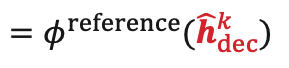 = ϕ^reference(ĥ^k_dec)